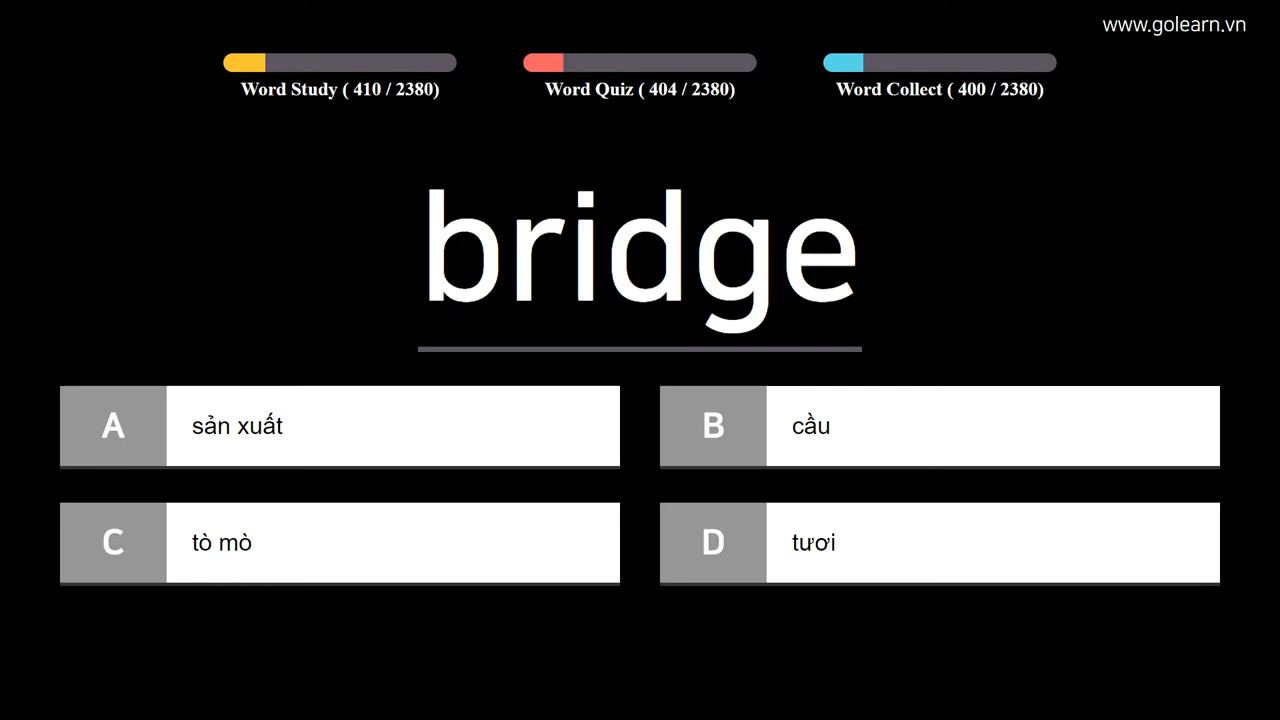 www.golearn.vn
Word Study ( 410 / 2380)
Word Quiz ( 404 / 2380)
Word Collect ( 400 / 2380)
bridge
A sản xuất
B cầu
C tò mò
D tươi